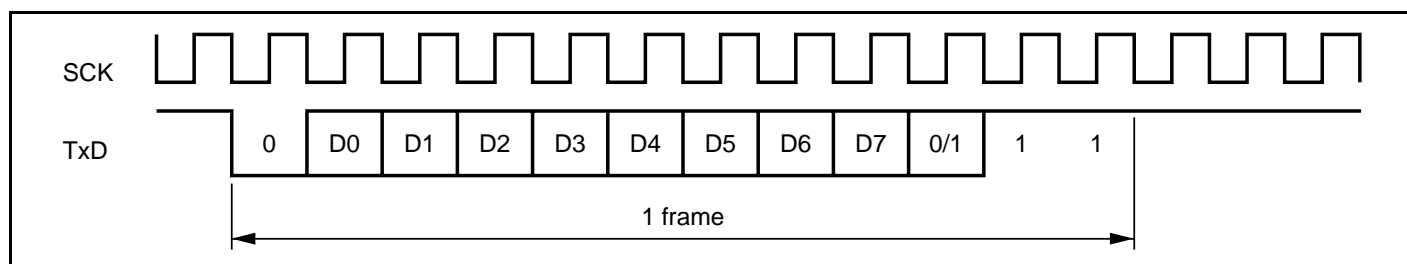 SCK
TxD 0 D0 D1 D2 D3 D4 D5 D6 D7 0/1 1 1
1 frame